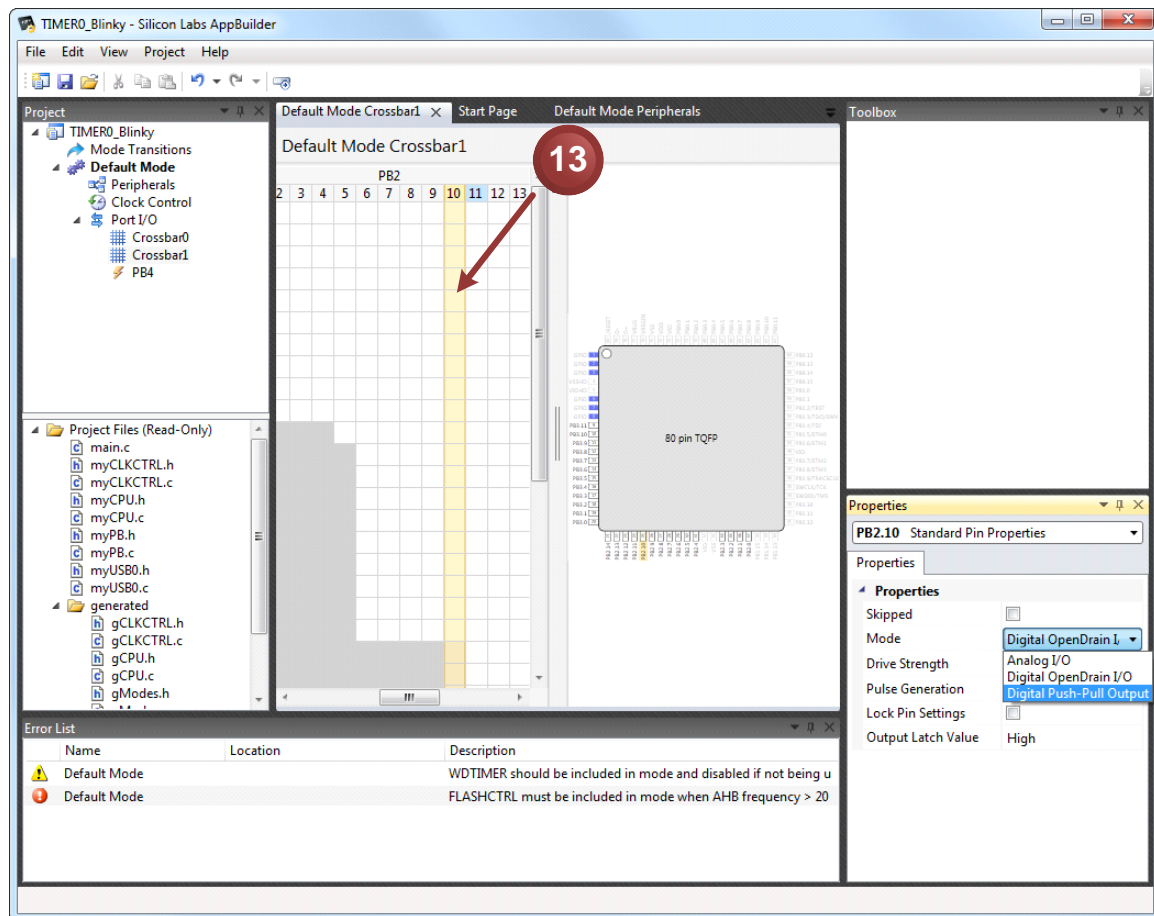 TIMER0_Blinky - Silicon Labs AppBuilder
File Edit View Project Help
Project
TIMER0_Blinky
Mode Transitions
Default Mode
Peripherals
Clock Control
Port I/O
Crossbar0
Crossbar1
PB4
Project Files (Read-Only)
main.c
myCLKCTRL.h
myCLKCTRL.c
myCPU.h
myCPU.c
myPB.h
myPB.c
myUSB0.h
myUSB0.c
generated
gCLKCTRL.h
gCLKCTRL.c
gCPU.h
gCPU.c
gModes.h
Default Mode Crossbar1 Start Page Default Mode Peripherals
Default Mode Crossbar1
13
PB2
2 3 4 5 6 7 8 9 10 11 12 13
80 pin TQFP
Toolbox
Properties
PB2.10 Standard Pin Properties
Properties
Properties
Skipped
Mode Digital OpenDrain I,
Analog I/O
Digital OpenDrain I/O
Digital Push-Pull Output
Drive Strength
Pulse Generation
Lock Pin Settings
Output Latch Value High
Error List
Name Location Description
Default Mode WDTIMER should be included in mode and disabled if not being u
Default Mode FLASHCTRL must be included in mode when AHB frequency > 20